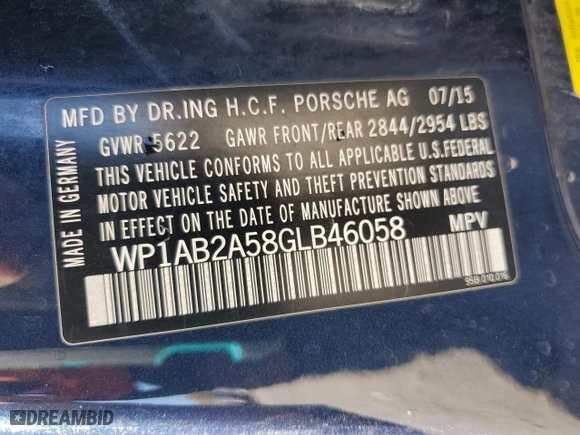 MFD BY DR.ING H.C.F. PORSCHE AG 07/15
GVWR 5622 GAWR FRONT/REAR 2844/2954 LBS
THIS VEHICLE CONFORMS TO ALL APPLICABLE U.S.FEDERAL
MOTOR VEHICLE SAFETY AND THEFT PREVENTION STANDARDS
IN EFFECT ON THE DATE OF MANUFACTURE SHOWN ABOVE
WP1AB2A58GLB46058 MPV
MADE IN GERMANY
DREAMBID